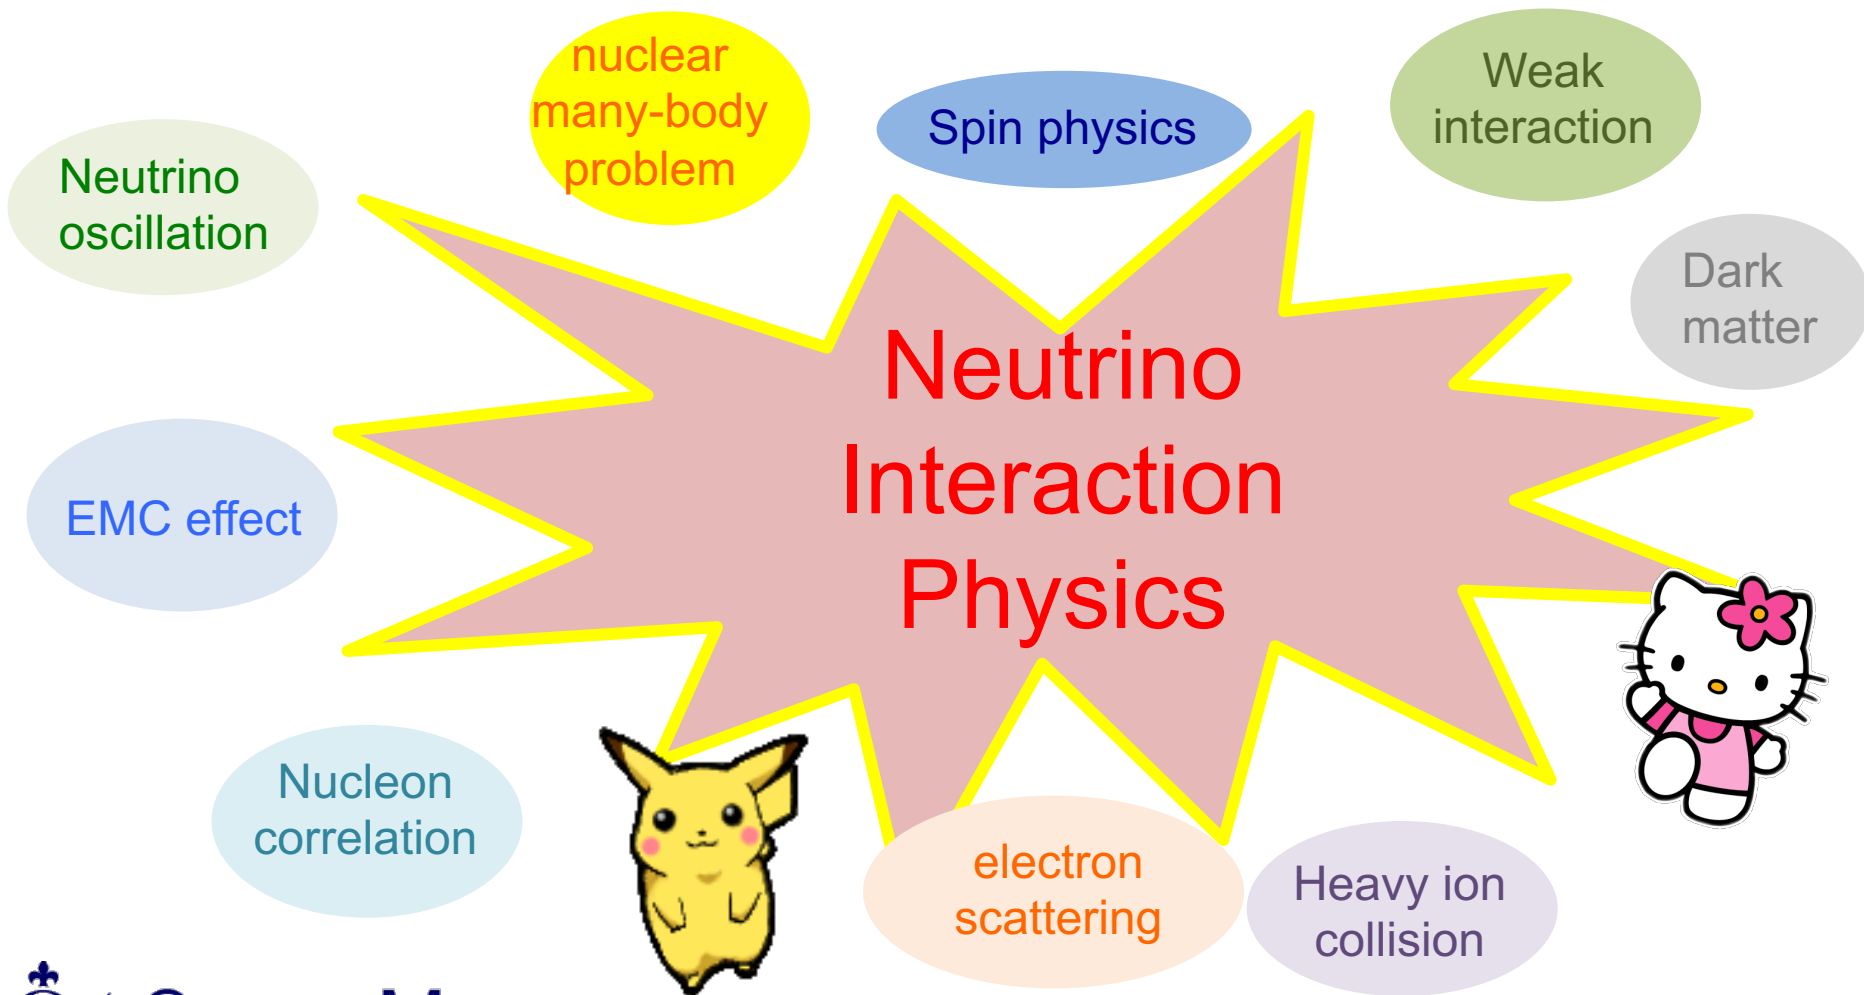 nuclear
many-body
problem
Spin physics
Weak
interaction
Neutrino
oscillation
Dark
matter
Neutrino
Interaction
Physics
EMC effect
Nucleon
correlation
electron
scattering
Heavy ion
collision